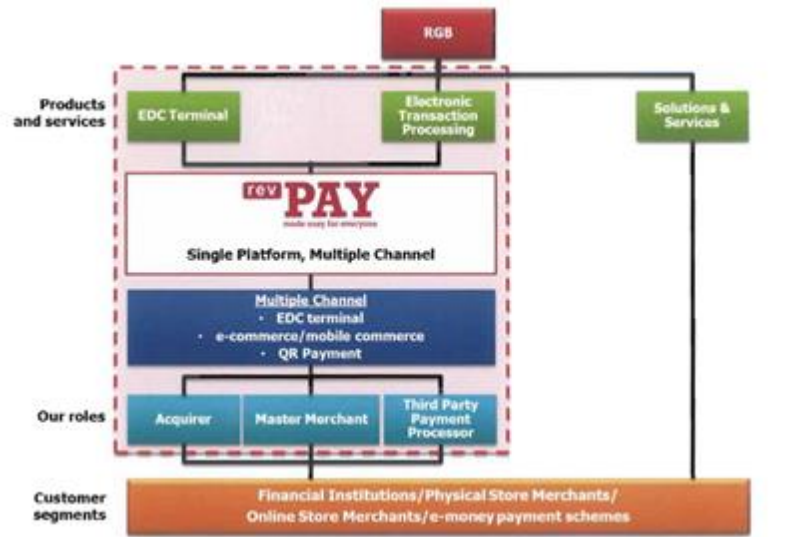 RGB
Products
and services
EDC Terminal
Electronic
Transaction
Processing
Solutions &
Services
rev PAY
made easy for everyone
Single Platform, Multiple Channel
Multiple Channel
• EDC terminal
• e-commerce/mobile commerce
• QR Payment
Our roles
Acquirer
Master Merchant
Third Party
Payment
Processor
Customer
segments
Financial Institutions/Physical Store Merchants/
Online Store Merchants/e-money payment schemes